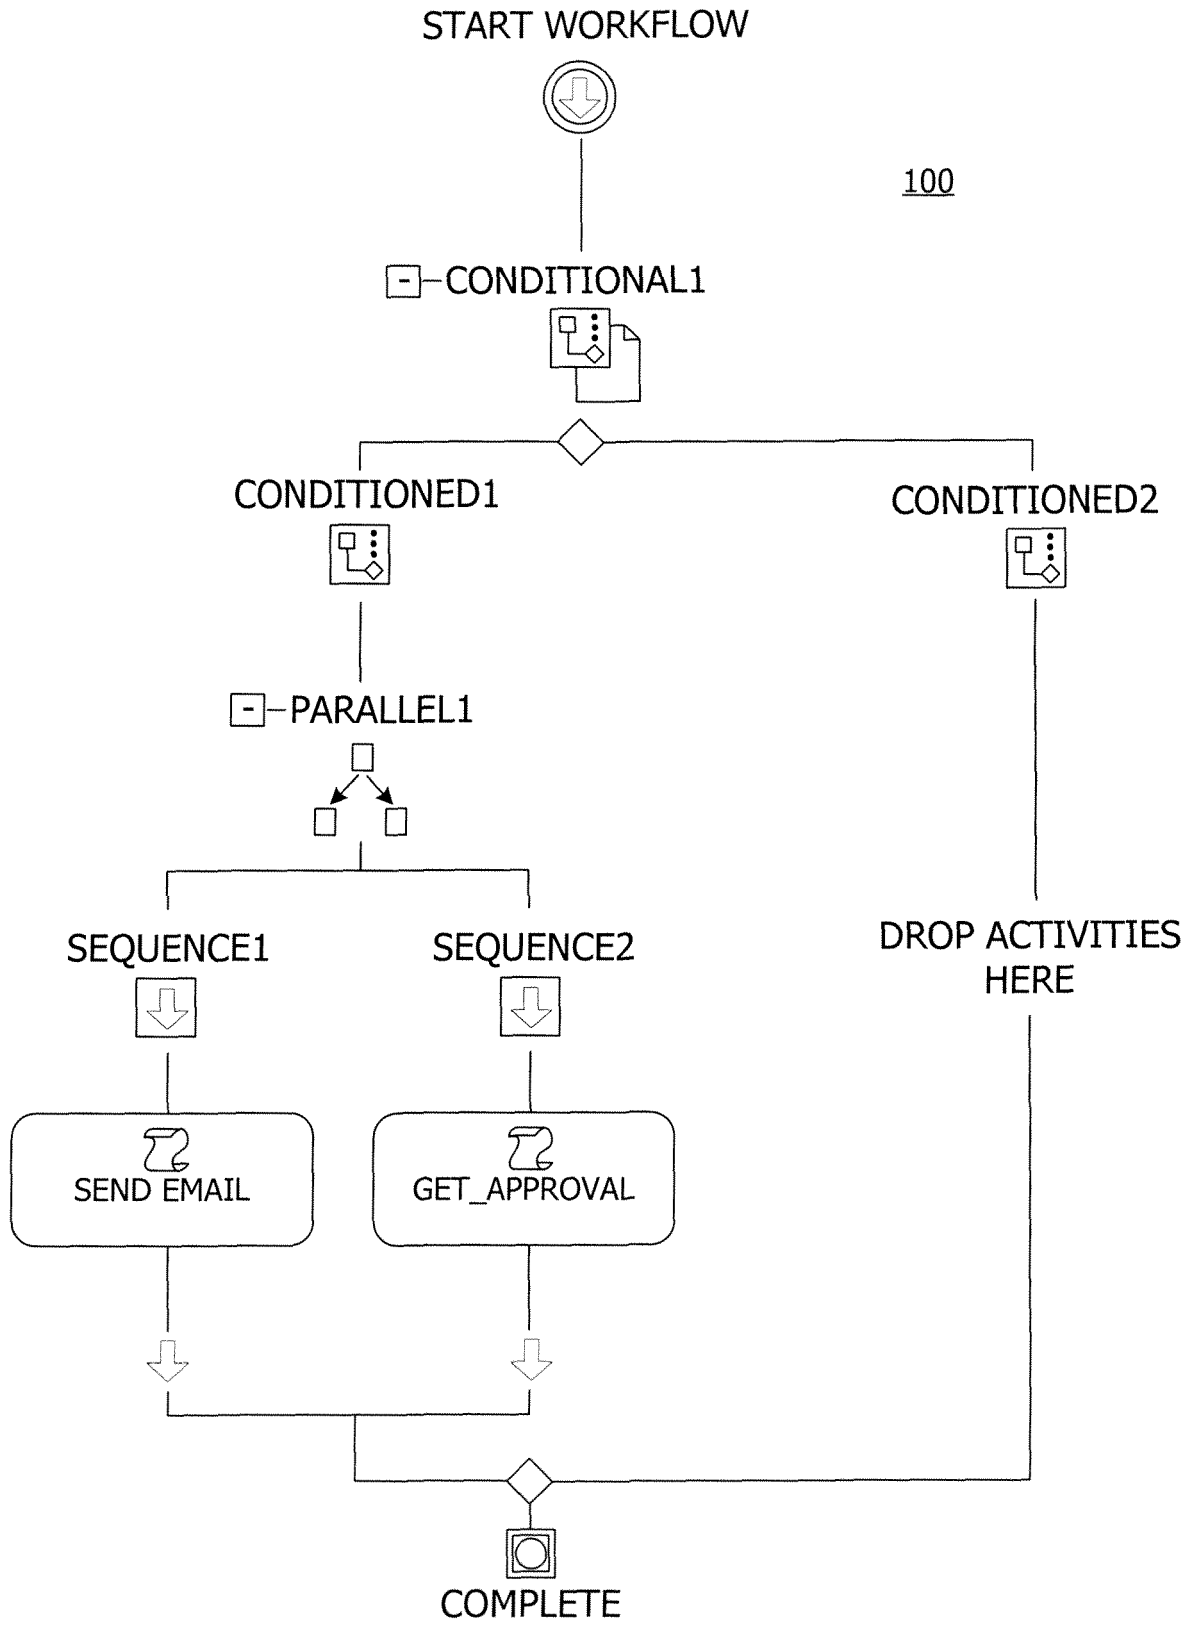 START WORKFLOW
100
CONDITIONAL1
CONDITIONED1
CONDITIONED2
PARALLEL1
SEQUENCE1
SEQUENCE2
DROP ACTIVITIES
HERE
SEND EMAIL
GET_APPROVAL
COMPLETE